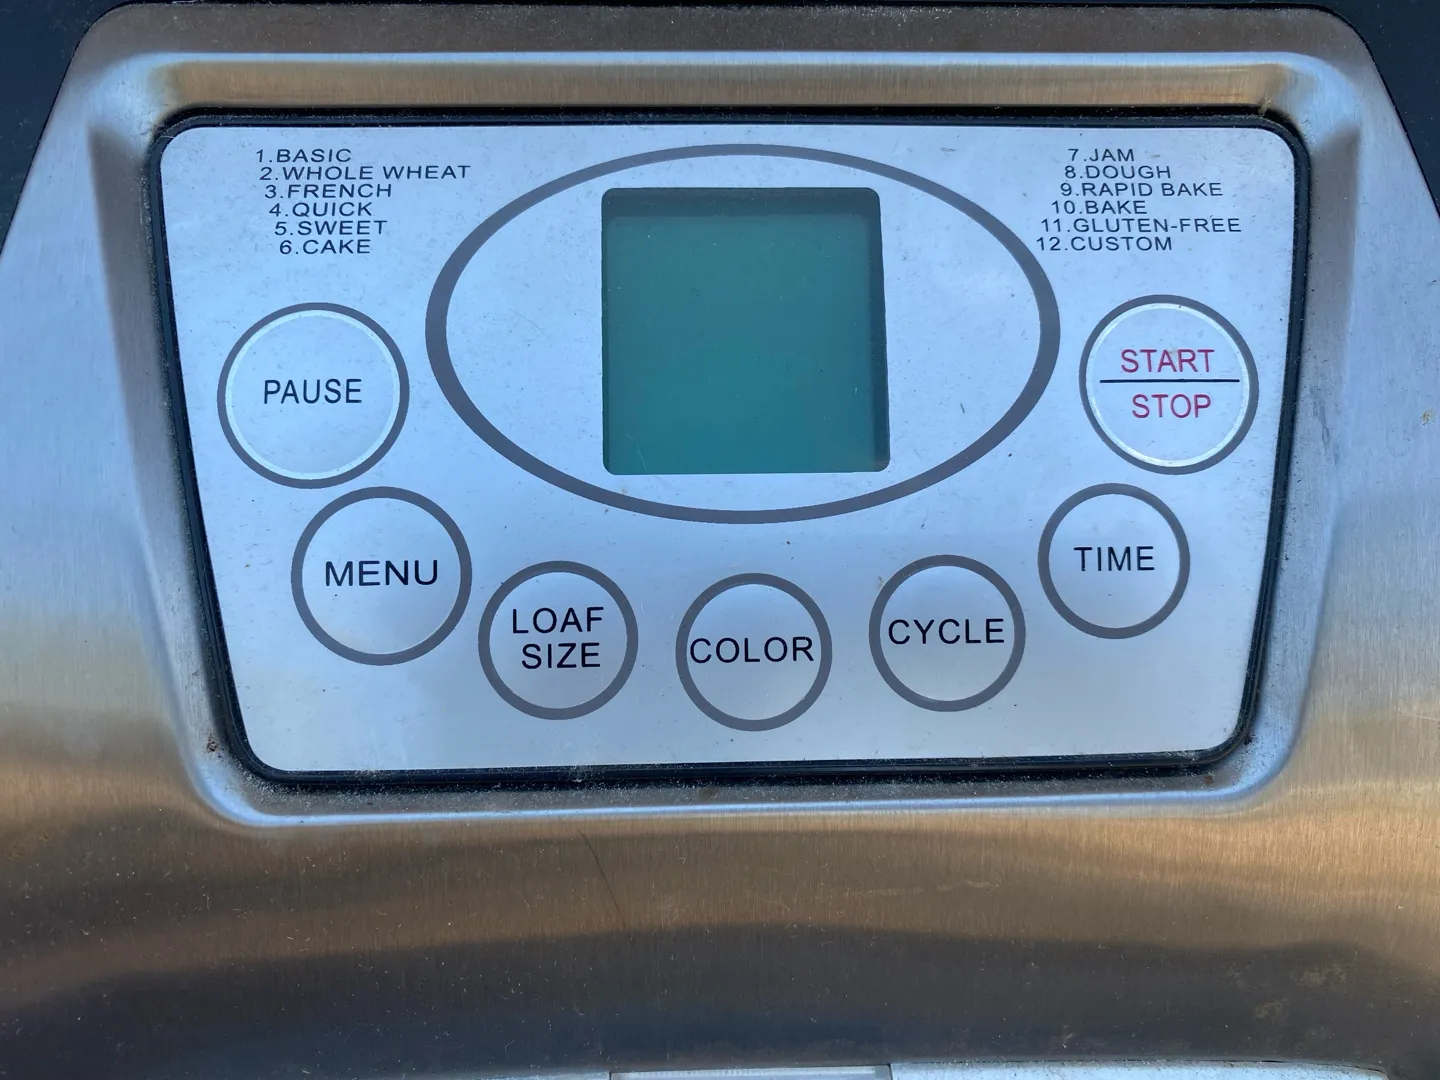 1.BASIC
2.WHOLE WHEAT
3.FRENCH
4.QUICK
5.SWEET
6.CAKE
7.JAM
8.DOUGH
9.RAPID BAKE
10.BAKE
11.GLUTEN-FREE
12.CUSTOM
PAUSE
START
STOP
MENU
LOAF
SIZE
COLOR
CYCLE
TIME